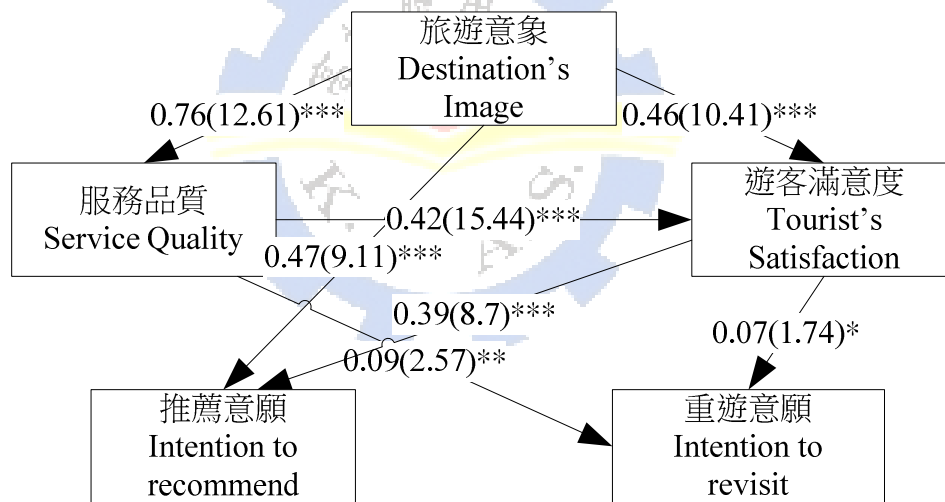 旅遊意象
Destination's
Image
0.76(12.61)***
0.46(10.41)***
服務品質
Service Quality
遊客滿意度
Tourist's
Satisfaction
0.42(15.44)***
0.47(9.11)***
0.39(8.7)***
0.07(1.74)*
0.09(2.57)**
推薦意願
Intention to
recommend
重遊意願
Intention to
revisit
K.
A
S.